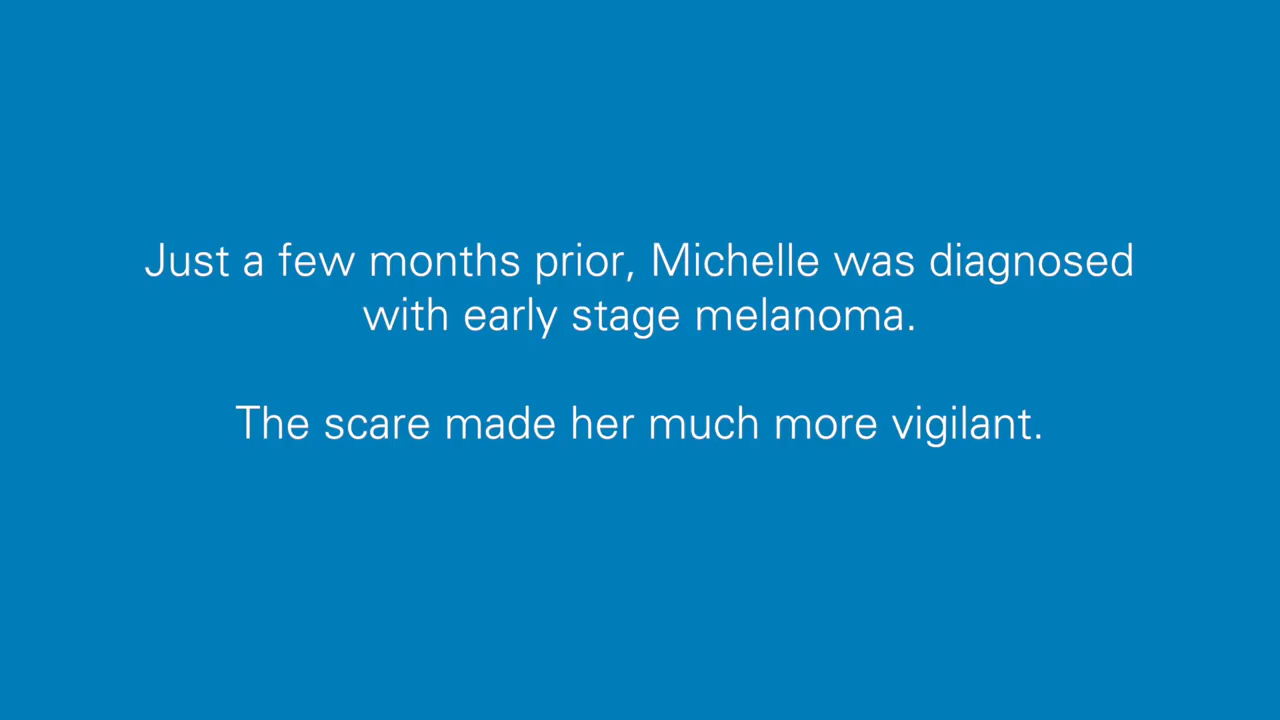 Just a few months prior, Michelle was diagnosed
with early stage melanoma.
The scare made her much more vigilant.